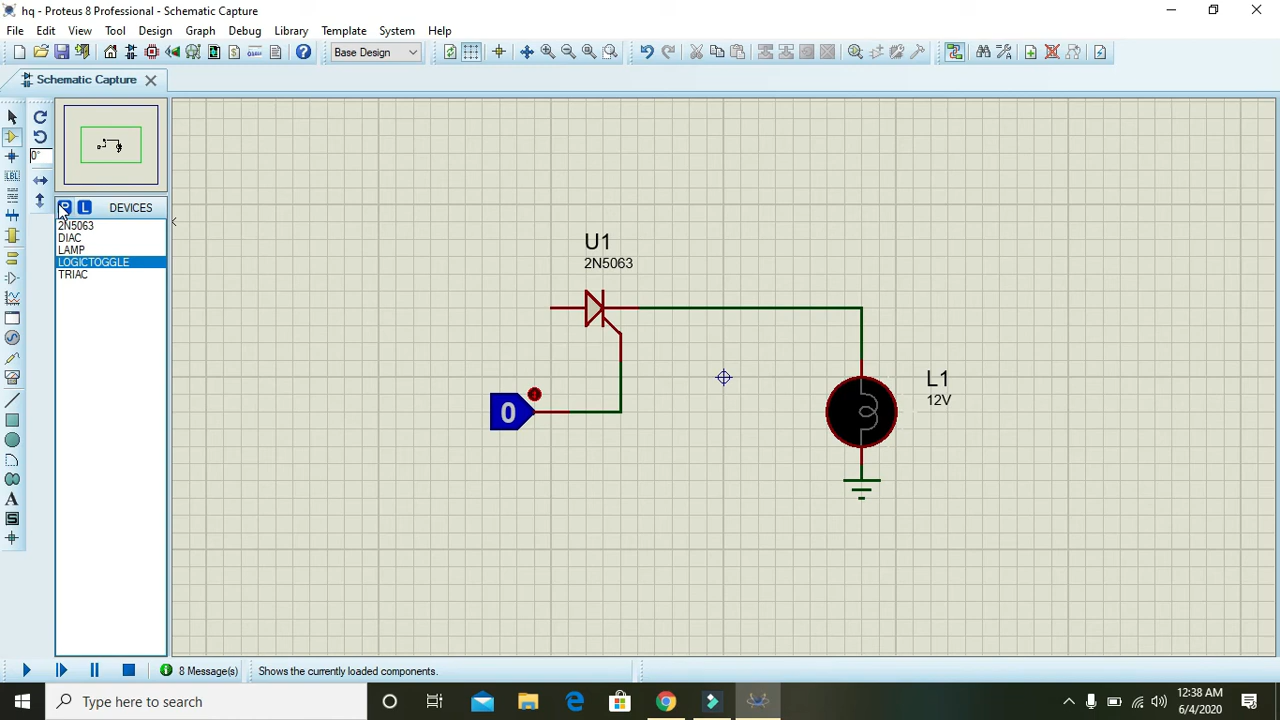 hq - Proteus 8 Professional - Schematic Capture
File Edit View Tool Design Graph Debug Library Template System Help
Base Design
Schematic Capture
LBL
0°
P L DEVICES
2N5063
DIAC
LAMP
LOGICTOGGLE
TRIAC
U1
2N5063
0
L1
12V
A
S
8 Message(s) Shows the currently loaded components.
Type here to search
12:38 AM
6/4/2020